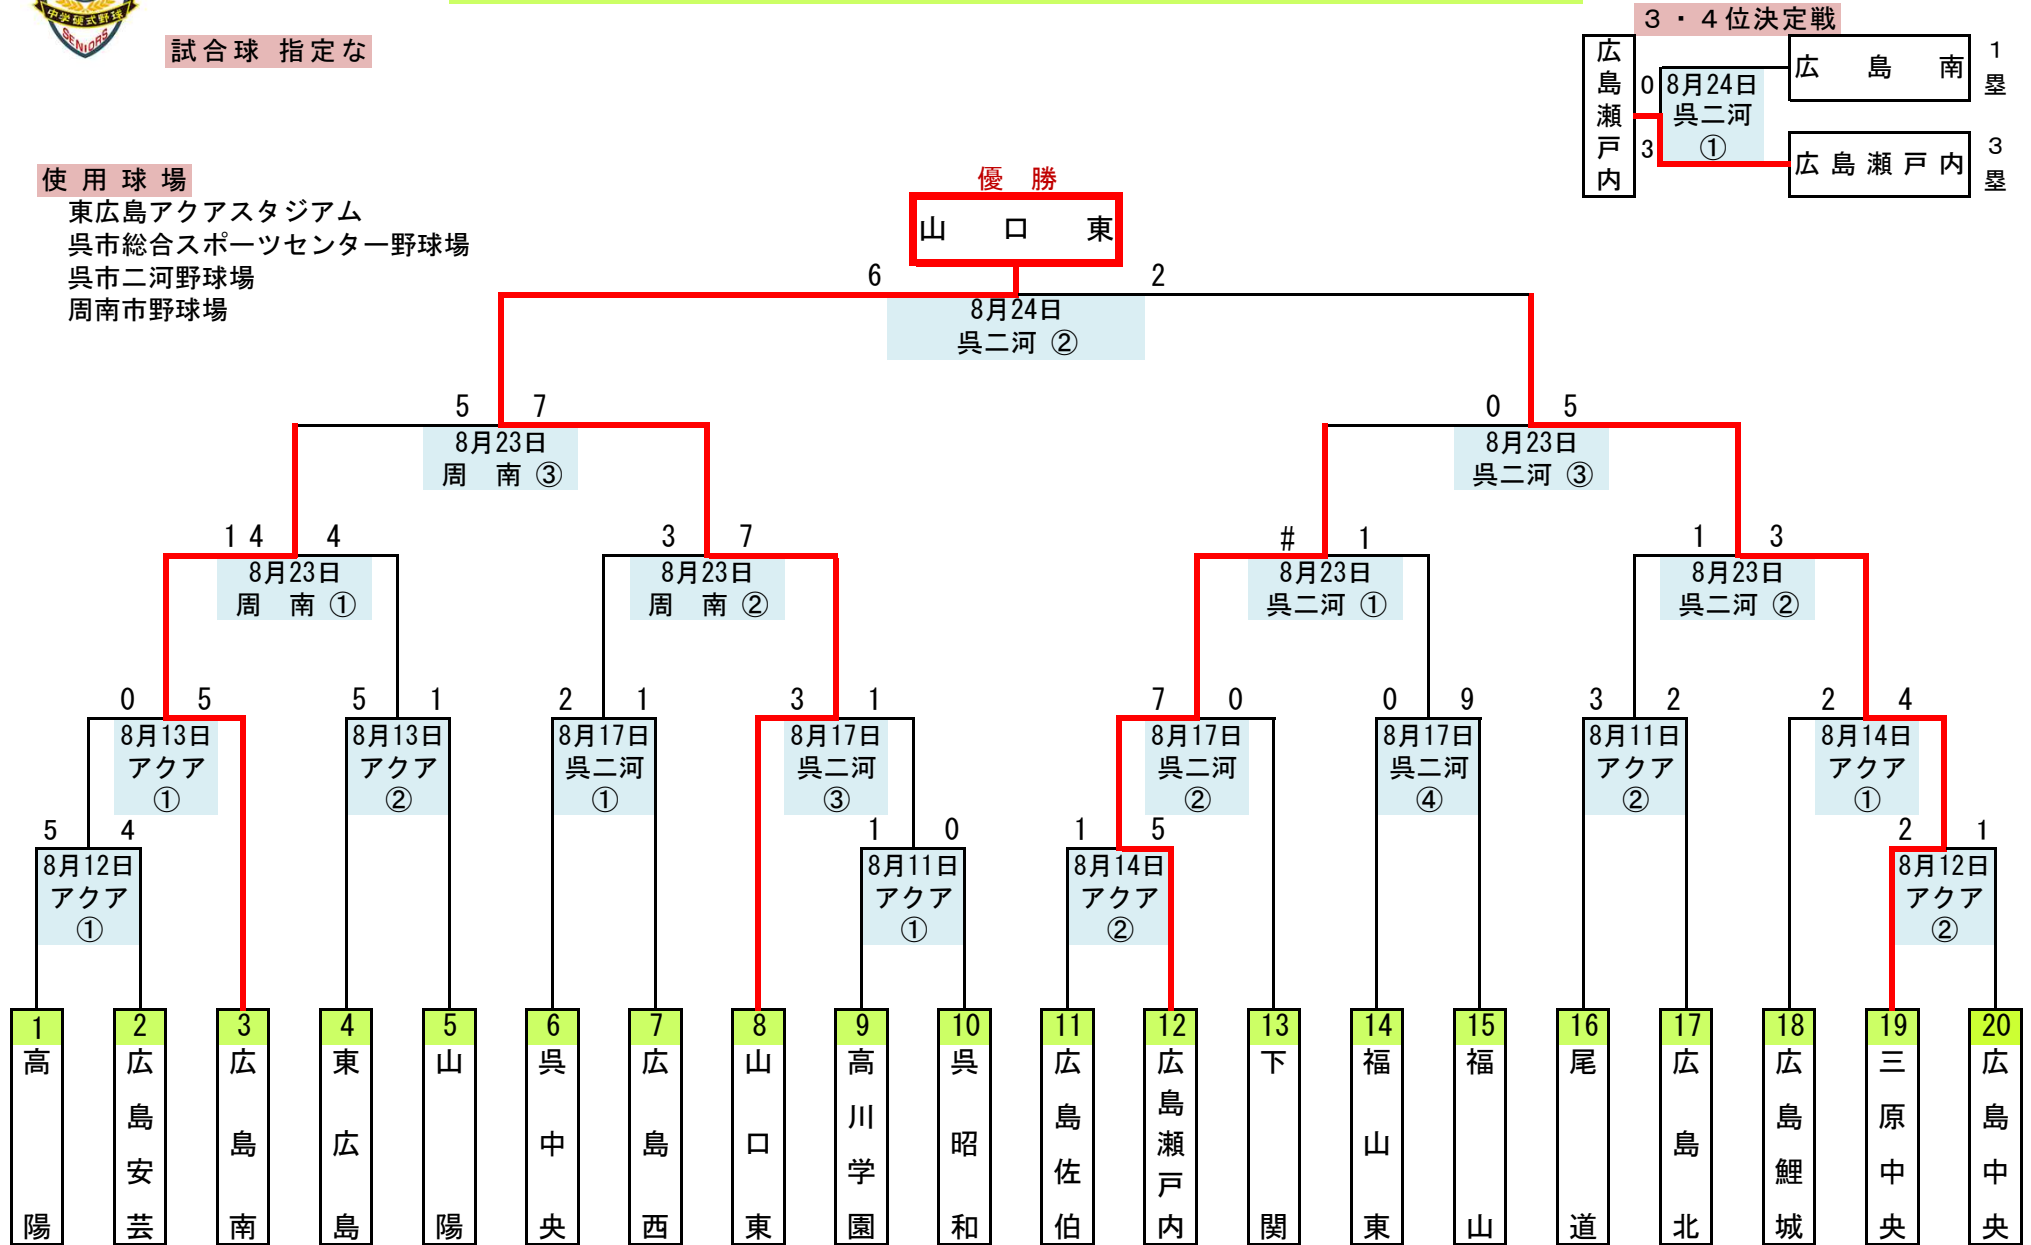 中学硬式野球
SENIORS
試合球 指定な
3・4位決定戦
広島瀬戸内
0
3
8月24日
呉二河
①
広島南
1塁
広島瀬戸内
3塁
使用球場
東広島アクアスタジアム
呉市総合スポーツセンター野球場
呉市二河野球場
周南市野球場
優勝
山口東
6 2
8月24日
呉二河 ②
5 7
8月23日
周 南 ③
0 5
8月23日
呉二河 ③
14 4
8月23日
周 南 ①
3 7
8月23日
周 南 ②
# 1
8月23日
呉二河 ①
1 3
8月23日
呉二河 ②
0 5
8月13日
アクア
①
5 1
8月13日
アクア
②
2 1
8月17日
呉二河
①
3 1
8月17日
呉二河
③
7 0
8月17日
呉二河
②
0 9
8月17日
呉二河
④
3 2
8月11日
アクア
②
2 4
8月14日
アクア
①
5 4
8月12日
アクア
①
1 0
8月11日
アクア
①
1 5
8月14日
アクア
②
2 1
8月12日
アクア
②
1
高陽
2
広島安芸
3
広島南
4
東広島
5
山陽
6
呉中央
7
広島西
8
山口東
9
高川学園
10
呉昭和
11
広島佐伯
12
広島瀬戸内
13
下関
14
福山東
15
福山
16
尾道
17
広島北
18
広島鯉城
19
三原中央
20
広島中央